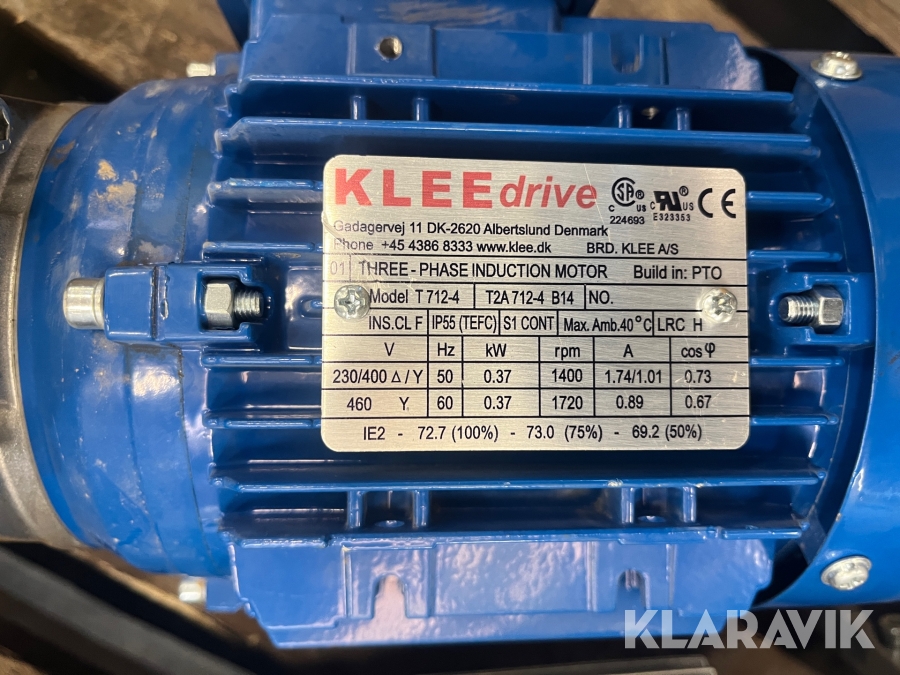 KLEEdrive
c CSA us 224693
c UL us E323353
CE
Gadagervej 11 DK-2620 Albertslund Denmark
Phone +45 4386 8333 www.klee.dk BRD. KLEE A/S
01 THREE - PHASE INDUCTION MOTOR Build in: PTO
Model T 712-4 T2A 712-4 B14 NO.
INS.CL F IP55 (TEFC) S1 CONT Max. Amb.40°C LRC H
V Hz kW rpm A cosφ
230/400 Δ/Y 50 0.37 1400 1.74/1.01 0.73
460 Y 60 0.37 1720 0.89 0.67
IE2 - 72.7 (100%) - 73.0 (75%) - 69.2 (50%)
KLARAVIK